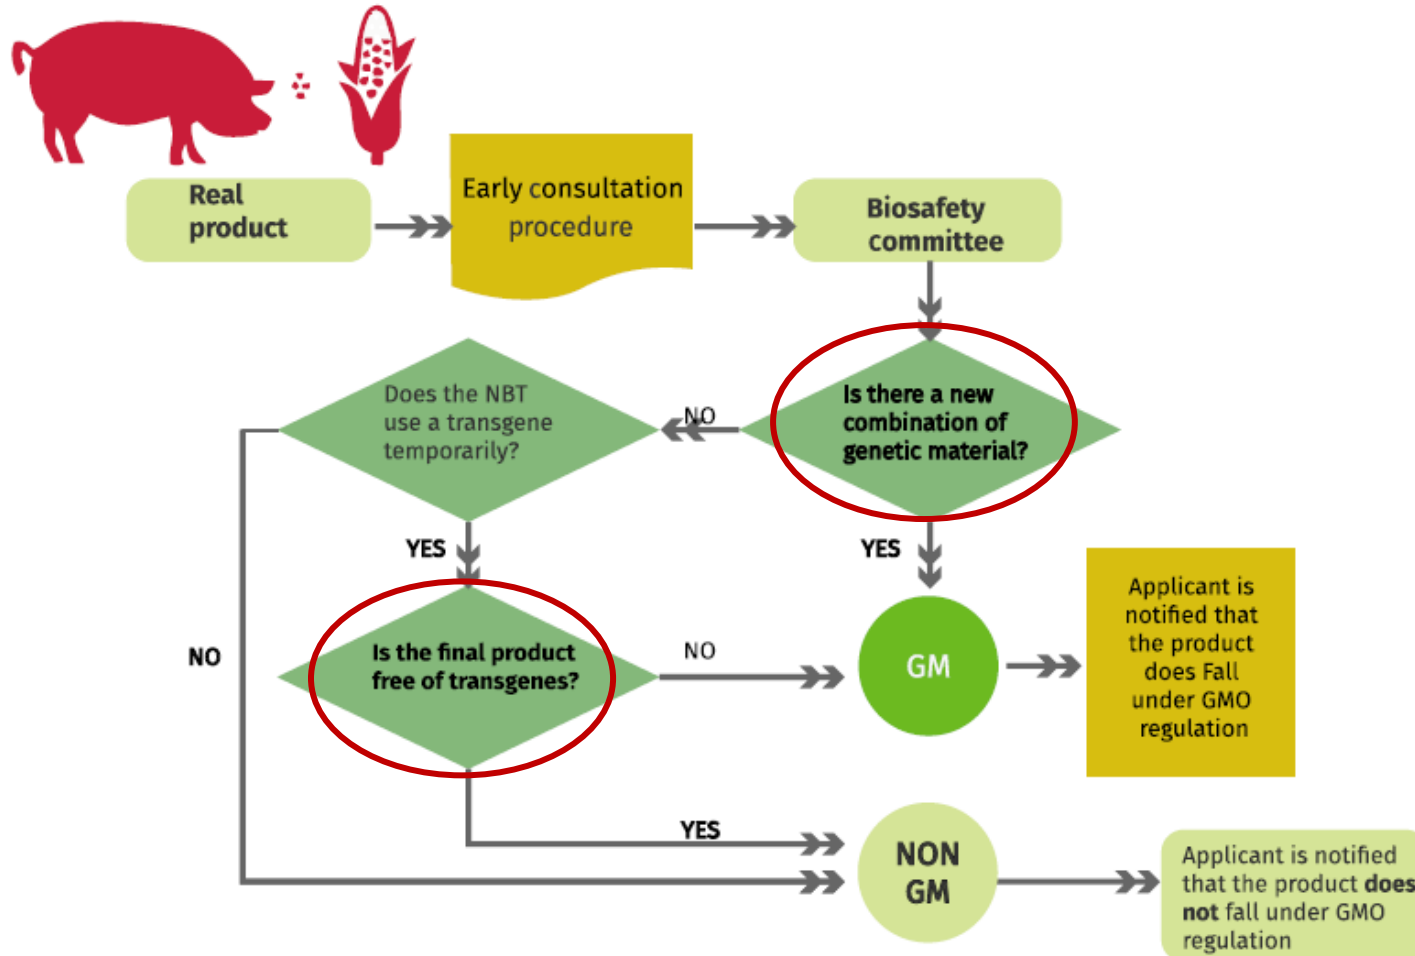 Real
product
Early consultation
procedure
Biosafety
committee
Does the NBT
use a transgene
temporarily?
NO
Is there a new
combination of
genetic material?
YES
YES
Is the final product
free of transgenes?
NO
NO
GM
Applicant is
notified that
the product
does Fall
under GMO
regulation
YES
NON
GM
Applicant is notified
that the product does
not fall under GMO
regulation